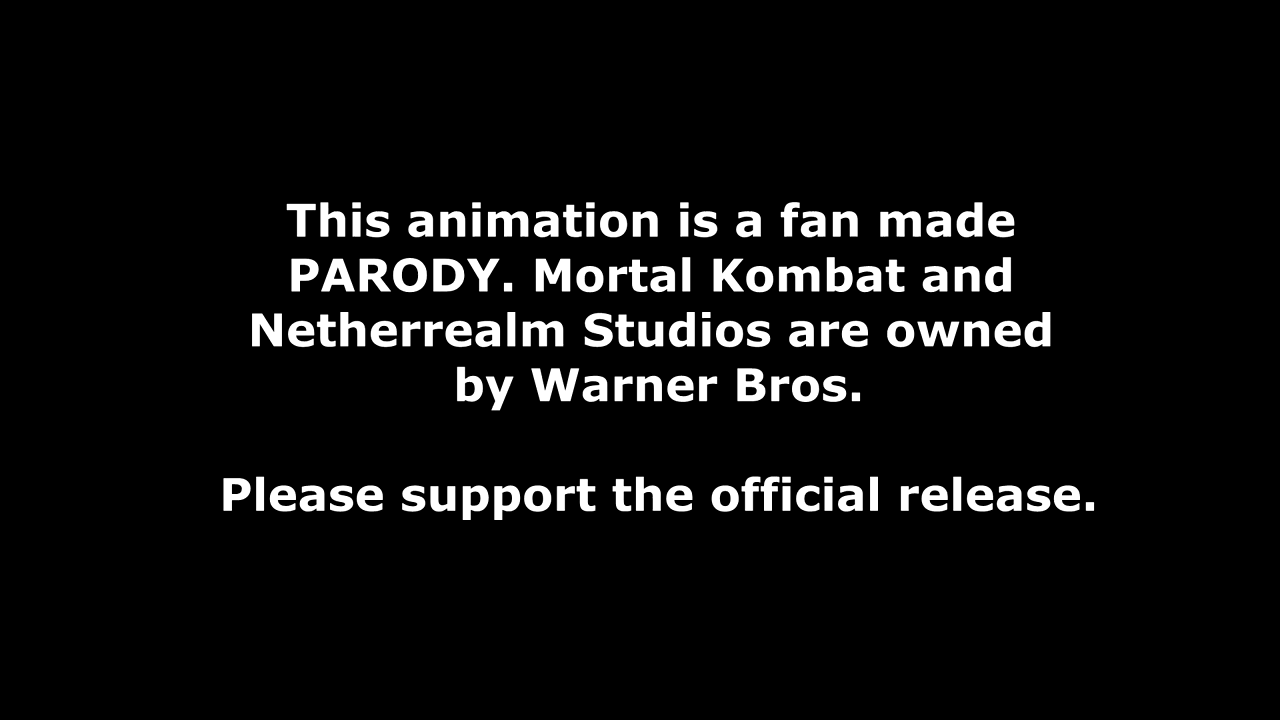 This animation is a fan made
PARODY. Mortal Kombat and
Netherrealm Studios are owned
by Warner Bros.
Please support the official release.